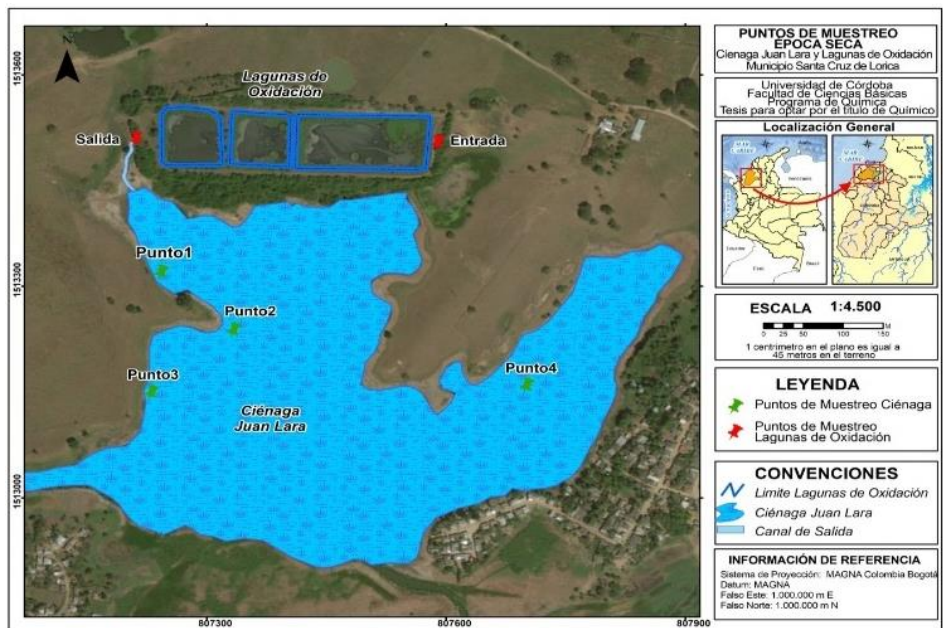 N
Lagunas de
Oxidación
Salida
Entrada
Punto1
Punto2
Punto3
Punto4
Ciénaga
Juan Lara
1513600
1513300
1513000
807300
807600
807900
PUNTOS DE MUESTREO
ÉPOCA SECA
Cíenaga Juan Lara y Lagunas de Oxidación
Municipio Santa Cruz de Lorica
Universidad de Córdoba
Facultad de Ciencias Básicas
Programa de Química
Tesis para optar por el título de Químico
Localización General
ESCALA 1:4.500
0 25 50 100 150
M
1 centimetro en el plano es igual a
45 metros en el terreno
LEYENDA
Puntos de Muestreo Ciénaga
Puntos de Muestreo
Lagunas de Oxidación
CONVENCIONES
Limite Lagunas de Oxidación
Ciénaga Juan Lara
Canal de Salida
INFORMACIÓN DE REFERENCIA
Sistema de Proyección: MAGNA Colombia Bogotá
Datum: MAGNA
Falso Este: 1.000.000 m E
Falso Norte: 1.000.000 m N